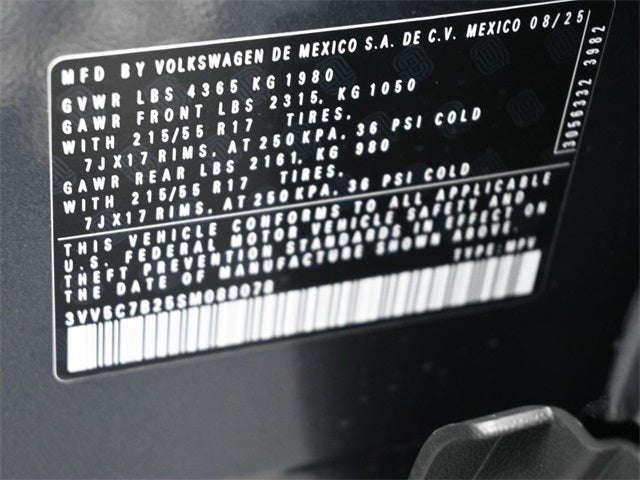 MFD BY VOLKSWAGEN DE MEXICO S.A. DE C.V. MEXICO 08/25
GVWR LBS 4365 KG 1980
GAWR FRONT LBS 2315, KG 1050
WITH 215/55 R17 TIRES,
7JX17 RIMS, AT 250 KPA, 36 PSI COLD
GAWR REAR LBS 2161, KG 980
WITH 215/55 R17 TIRES,
7JX17 RIMS, AT 250 KPA, 36 PSI COLD
THIS VEHICLE CONFORMS TO ALL APPLICABLE
U.S. FEDERAL MOTOR VEHICLE SAFETY AND
THEFT PREVENTION STANDARDS IN EFFECT ON
THE DATE OF MANUFACTURE SHOWN ABOVE.
3VV5C7B25SM088078 TYPE: MPV
3056332 3982